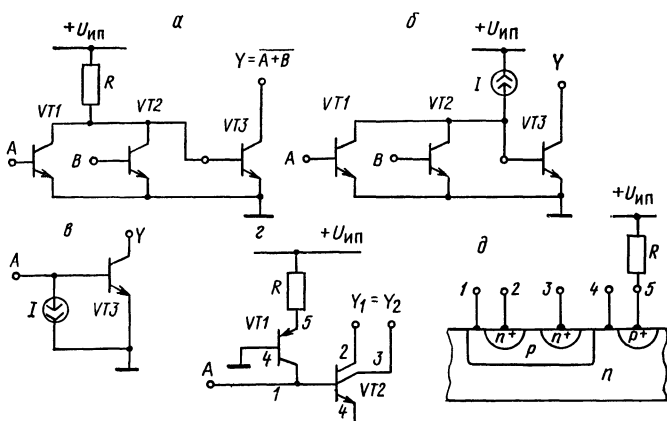 а
+Uип
R
Y = A+B
VT1
VT2
VT3
A
B
б
+Uип
I
Y
VT1
VT2
VT3
A
B
в
A
Y
I
VT3
г
+Uип
R
VT1
5
4
Y1 = Y2
2
3
A
1
VT2
4
д
+Uип
R
1
2
3
4
5
n+
p
n+
p+
n